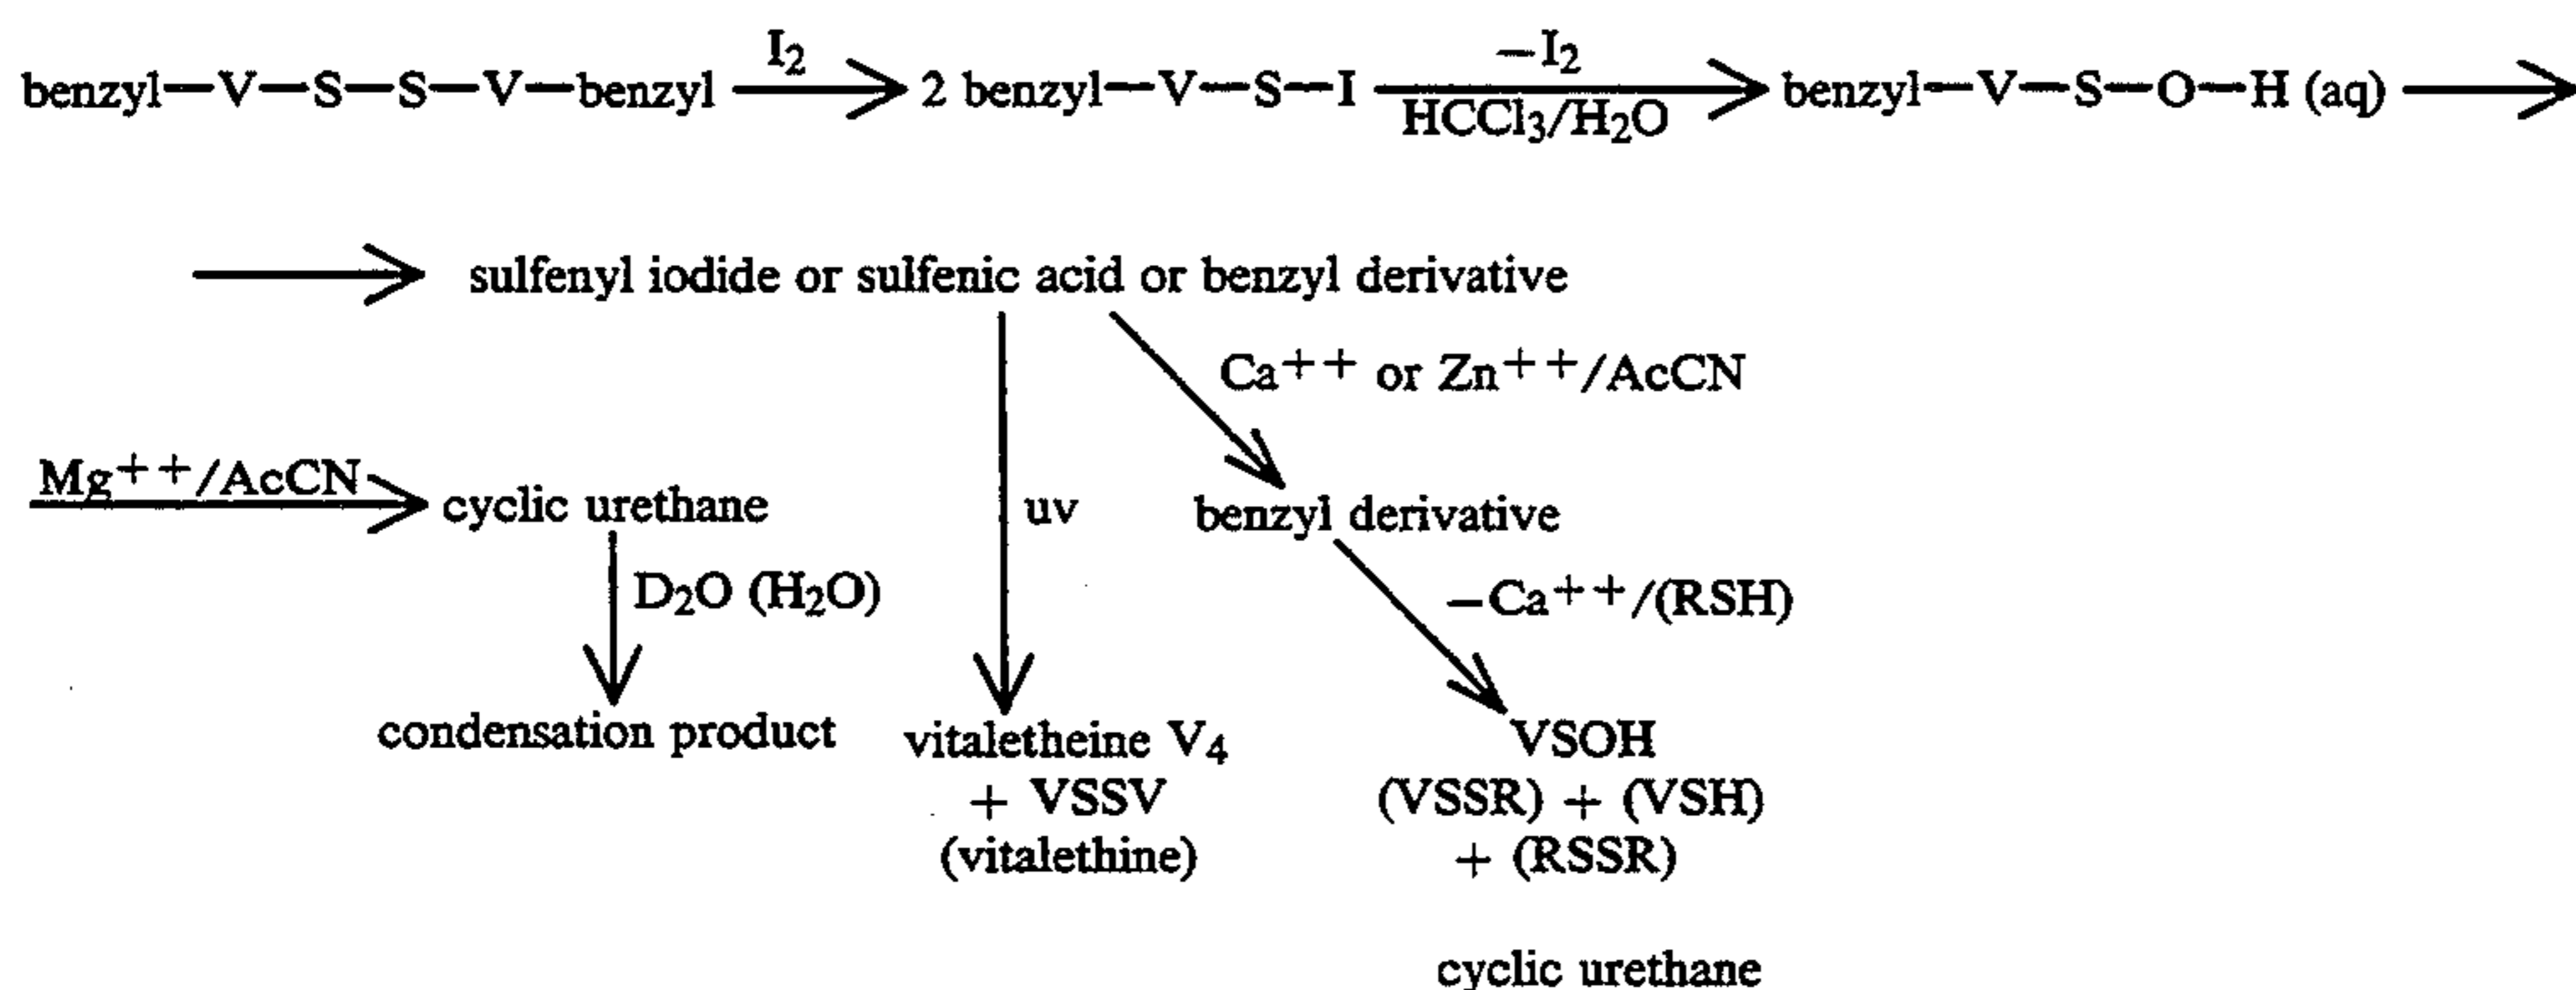 benzyl—V—S—S—V—benzyl I₂ 2 benzyl—V—S—I —I₂ HCCl₃/H₂O benzyl—V—S—O—H (aq)
sulfenyl iodide or sulfenic acid or benzyl derivative
Ca⁺⁺ or Zn⁺⁺/AcCN
Mg⁺⁺/AcCN cyclic urethane uv benzyl derivative
D₂O (H₂O) —Ca⁺⁺/(RSH)
condensation product vitaletheine V₄ VSOH
+ VSSV (VSSR) + (VSH)
(vitalethine) + (RSSR)
cyclic urethane